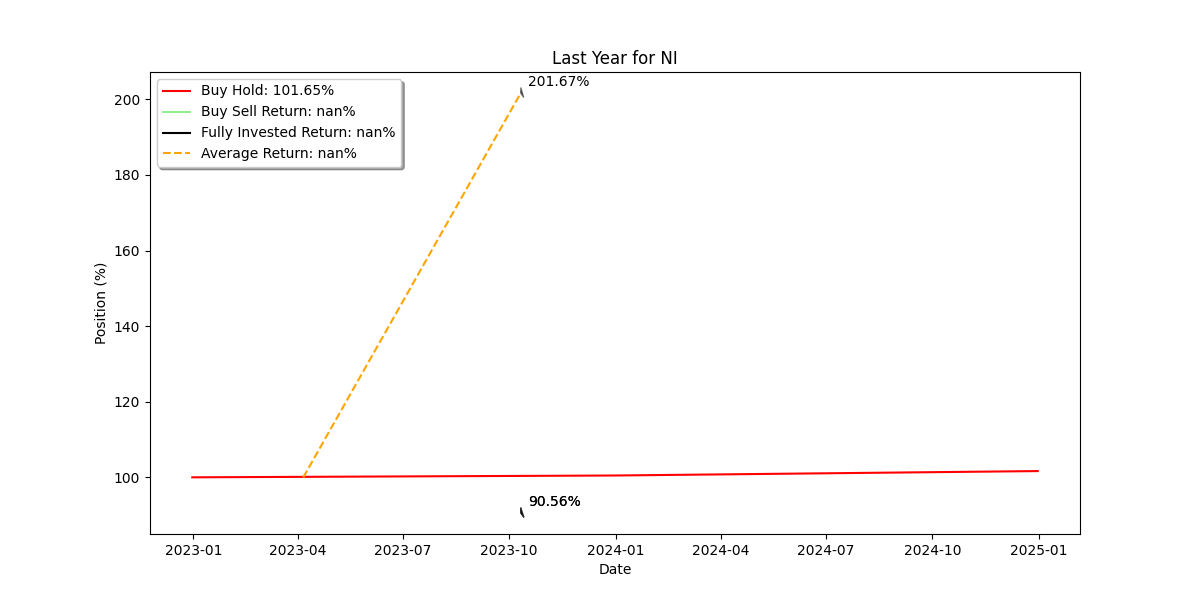 Last Year for NI
201.67%
Buy Hold: 101.65%
Buy Sell Return: nan%
Fully Invested Return: nan%
Average Return: nan%
200
180
160
140
120
100
Position (%)
90.56%
2023-01 2023-04 2023-07 2023-10 2024-01 2024-04 2024-07 2024-10 2025-01
Date